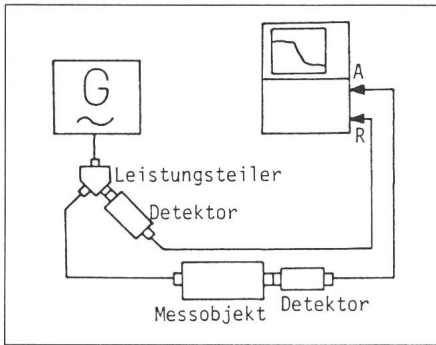 G
A
R
Leistungsteiler
Detektor
Messobjekt
Detektor